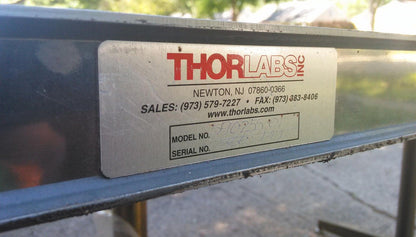 THORLABS INC
NEWTON, NJ 07860-0366
SALES: (973) 579-7227 • FAX: (973) 383-8406
www.thorlabs.com
MODEL NO.
SERIAL NO.